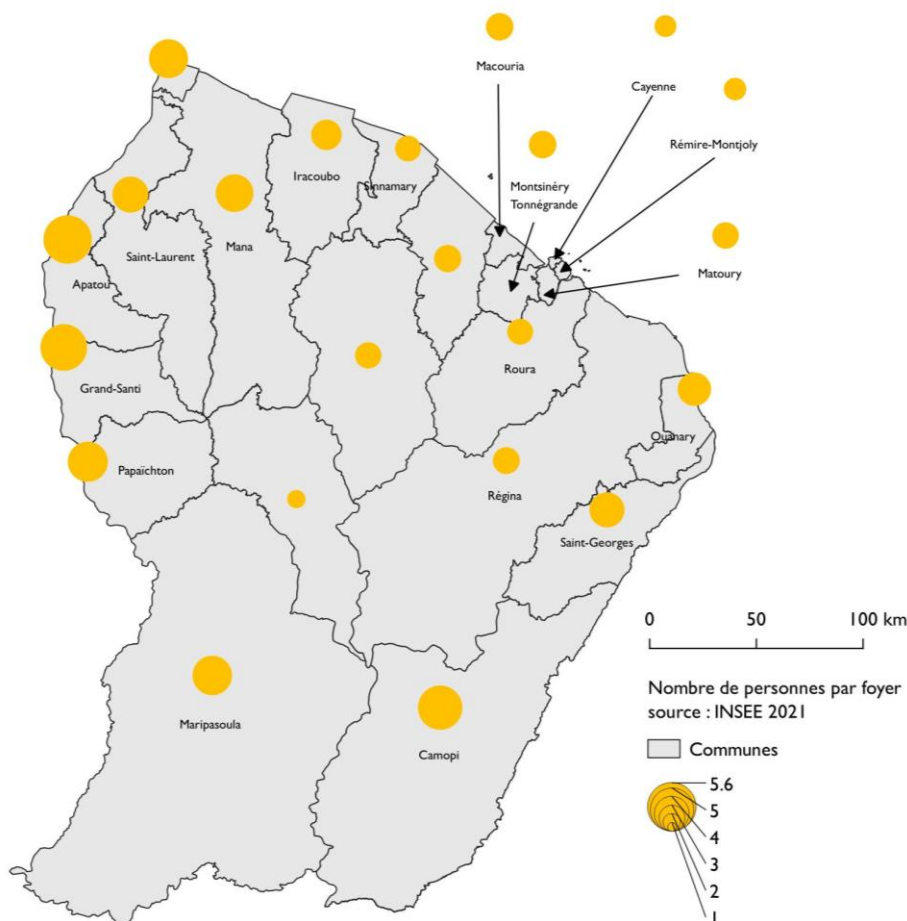 Macouria
Cayenne
Rémire-Montjoly
Iracoubo
Sinnamary
Montsinéry
Tonnégrande
Mana
Saint-Laurent
Matoury
Apatou
Roura
Grand-Santi
Ouanary
Papaïchton
Régina
Saint-Georges
0 50 100 km
Nombre de personnes par foyer
source : INSEE 2021
Maripasoula
Camopi
Communes
5.6
5
4
3
2
1